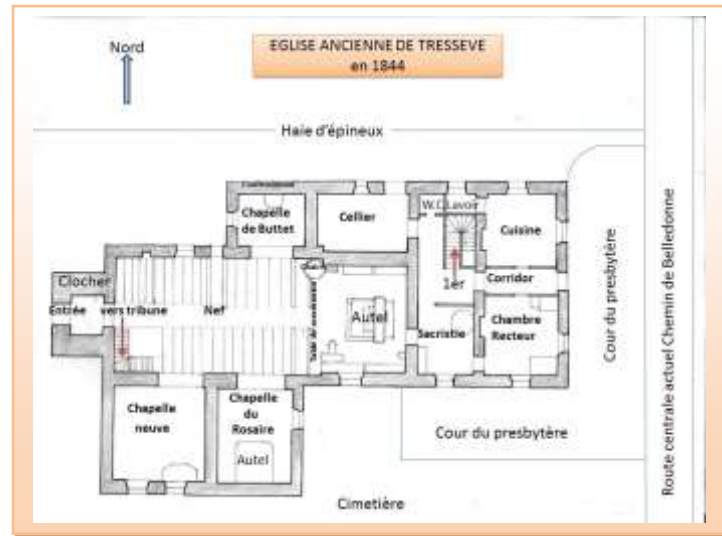 EGLISE ANCIENNE DE TRESSEVE
en 1844
Nord
Haie d'épineux
Chapelle
de Buttet
Cellier
W.C
Lavoir
Cuisine
Clocher
Entrée
vers tribune
Nef
Autel
1er
Corridor
Sacristie
Chambre
Recteur
Chapelle
neuve
Chapelle
du
Rosaire
Autel
Cour du presbytère
Cour du presbytère
Cimetière
Route centrale actuel Chemin de Belledonne